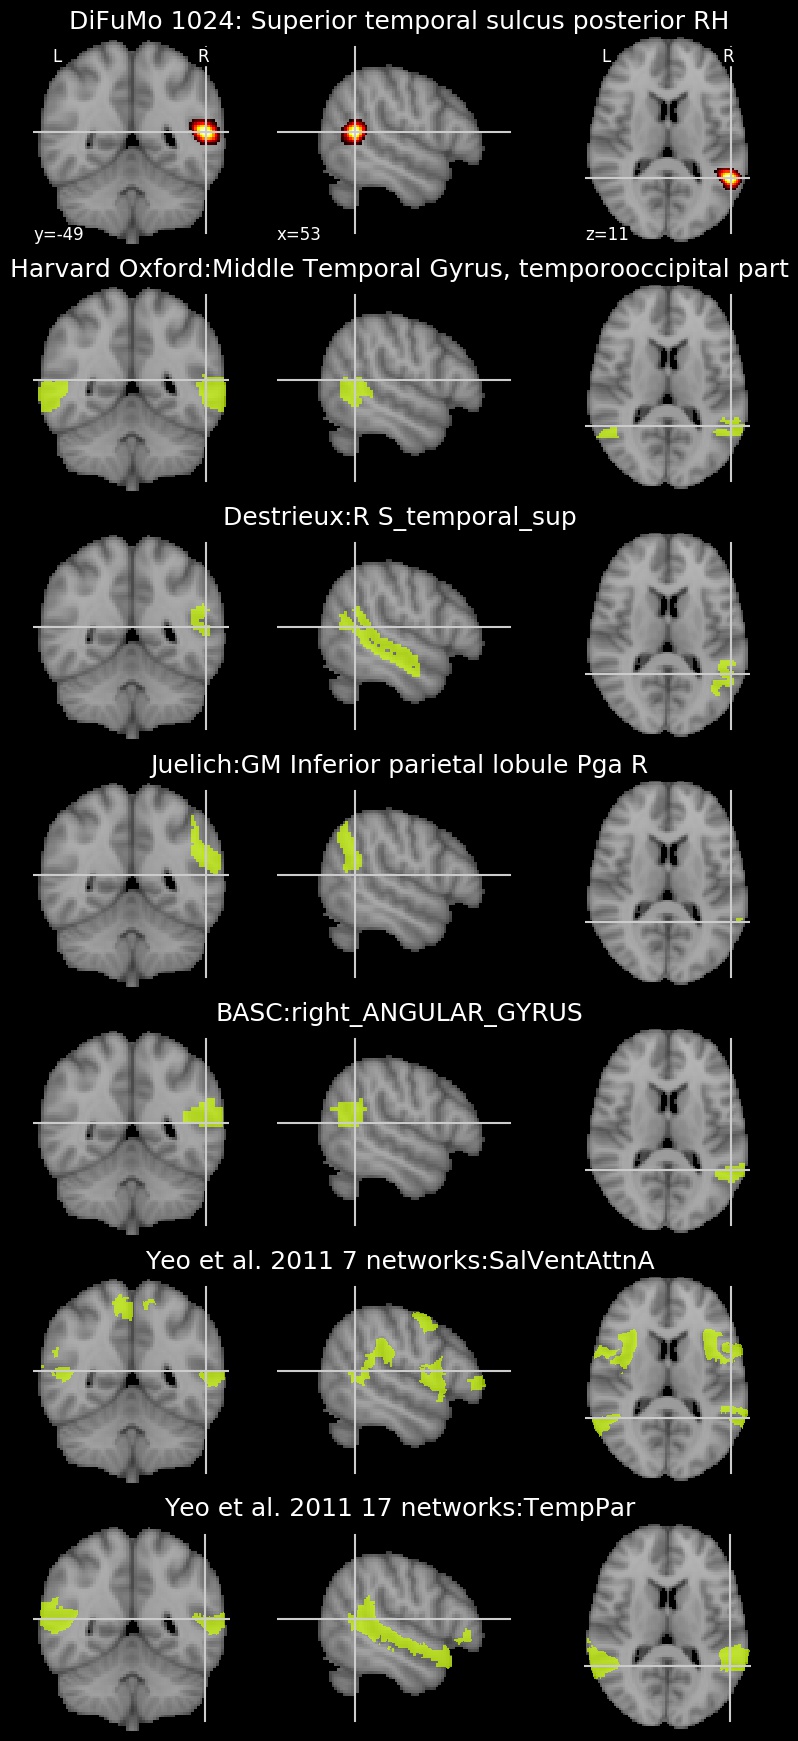 DiFuMo 1024: Superior temporal sulcus posterior RH
L R L R
y=-49 x=53 z=11
Harvard Oxford:Middle Temporal Gyrus, temporooccipital part
Destrieux:R S_temporal_sup
Juelich:GM Inferior parietal lobule Pga R
BASC:right_ANGULAR_GYRUS
Yeo et al. 2011 7 networks:SalVentAttnA
Yeo et al. 2011 17 networks:TempPar